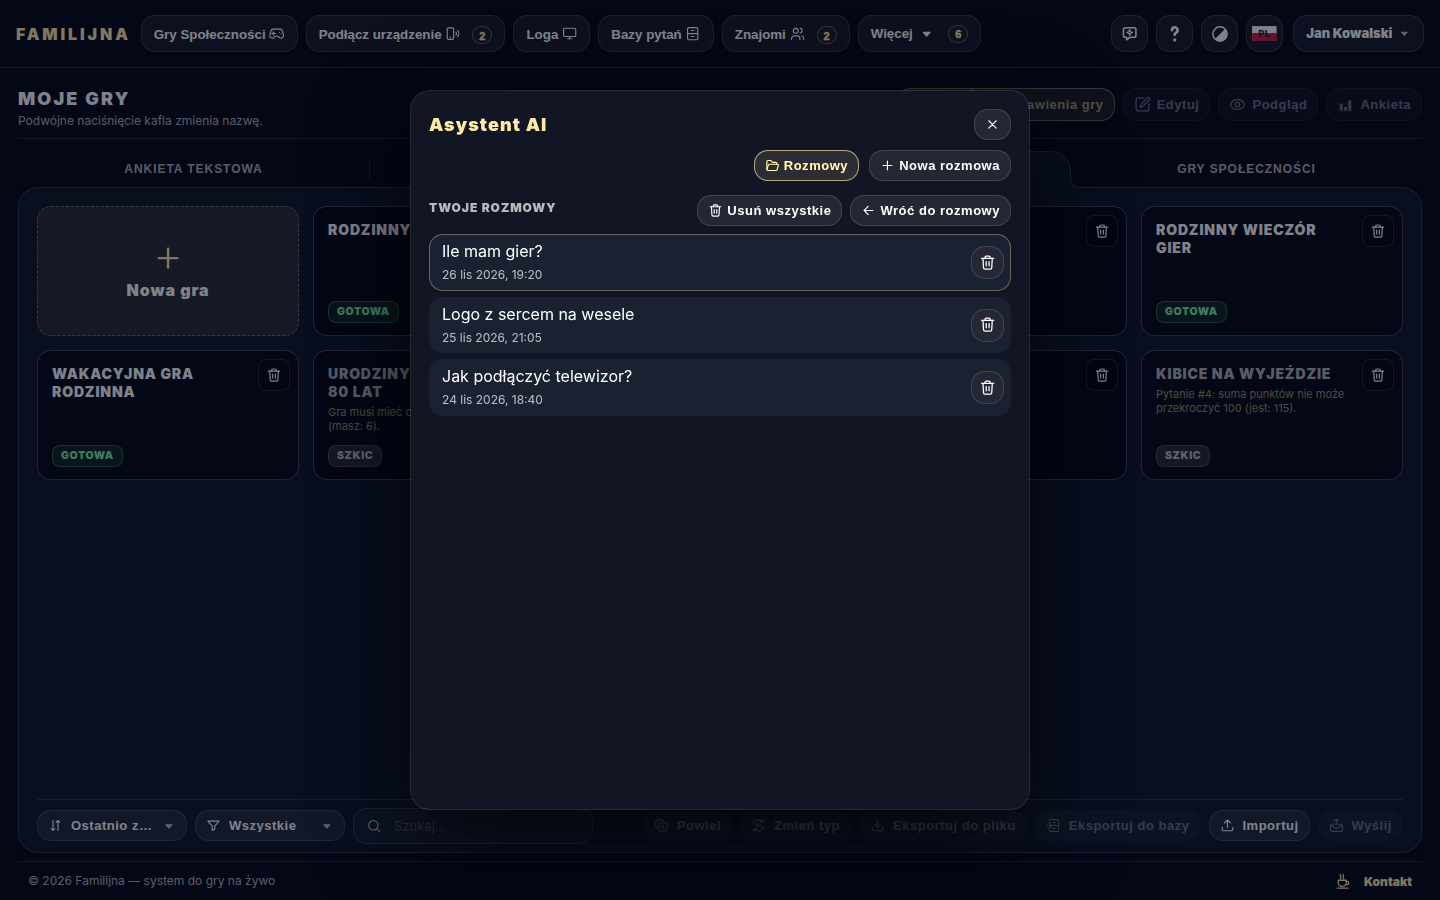 FAMILIJNA
Gry Społeczności
Podłącz urządzenie 2
Loga
Bazy pytań
Znajomi 2
Więcej 6
?
PL
Jan Kowalski
MOJE GRY
Podwójne naciśnięcie kafla zmienia nazwę.
Edytuj
Podgląd
Ankieta
ANKIETA TEKSTOWA
GRY SPOŁECZNOŚCI
Asystent AI
Rozmowy
Nowa rozmowa
TWOJE ROZMOWY
Usuń wszystkie
Wróć do rozmowy
Ile mam gier?
26 lis 2026, 19:20
Logo z sercem na wesele
25 lis 2026, 21:05
Jak podłączyć telewizor?
24 lis 2026, 18:40
Nowa gra
RODZINNY
GOTOWA
RODZINNY WIECZÓR
GIER
GOTOWA
WAKACYJNA GRA
RODZINNA
GOTOWA
URODZINY
80 LAT
Gra musi mieć
(masz: 6).
SZKIC
KIBICE NA WYJEŹDZIE
Pytanie #4: suma punktów nie może
przekroczyć 100 (jest: 115).
SZKIC
Ostatnio z...
Wszystkie
Szukaj...
Powiel
Zmień typ
Eksportuj do pliku
Eksportuj do bazy
Importuj
Wyślij
© 2026 Familijna — system do gry na żywo
Kontakt